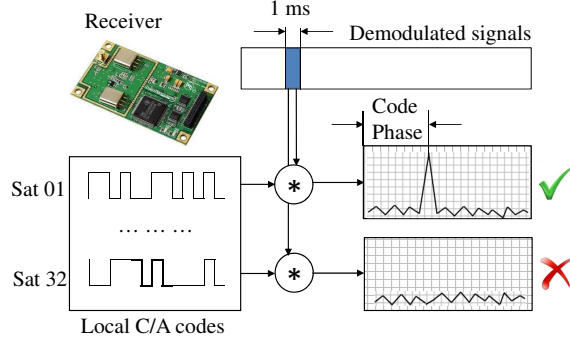 1 ms
Receiver
Demodulated signals
Code
Phase
Sat 01
*
... ... ...
Sat 32
*
Local C/A codes